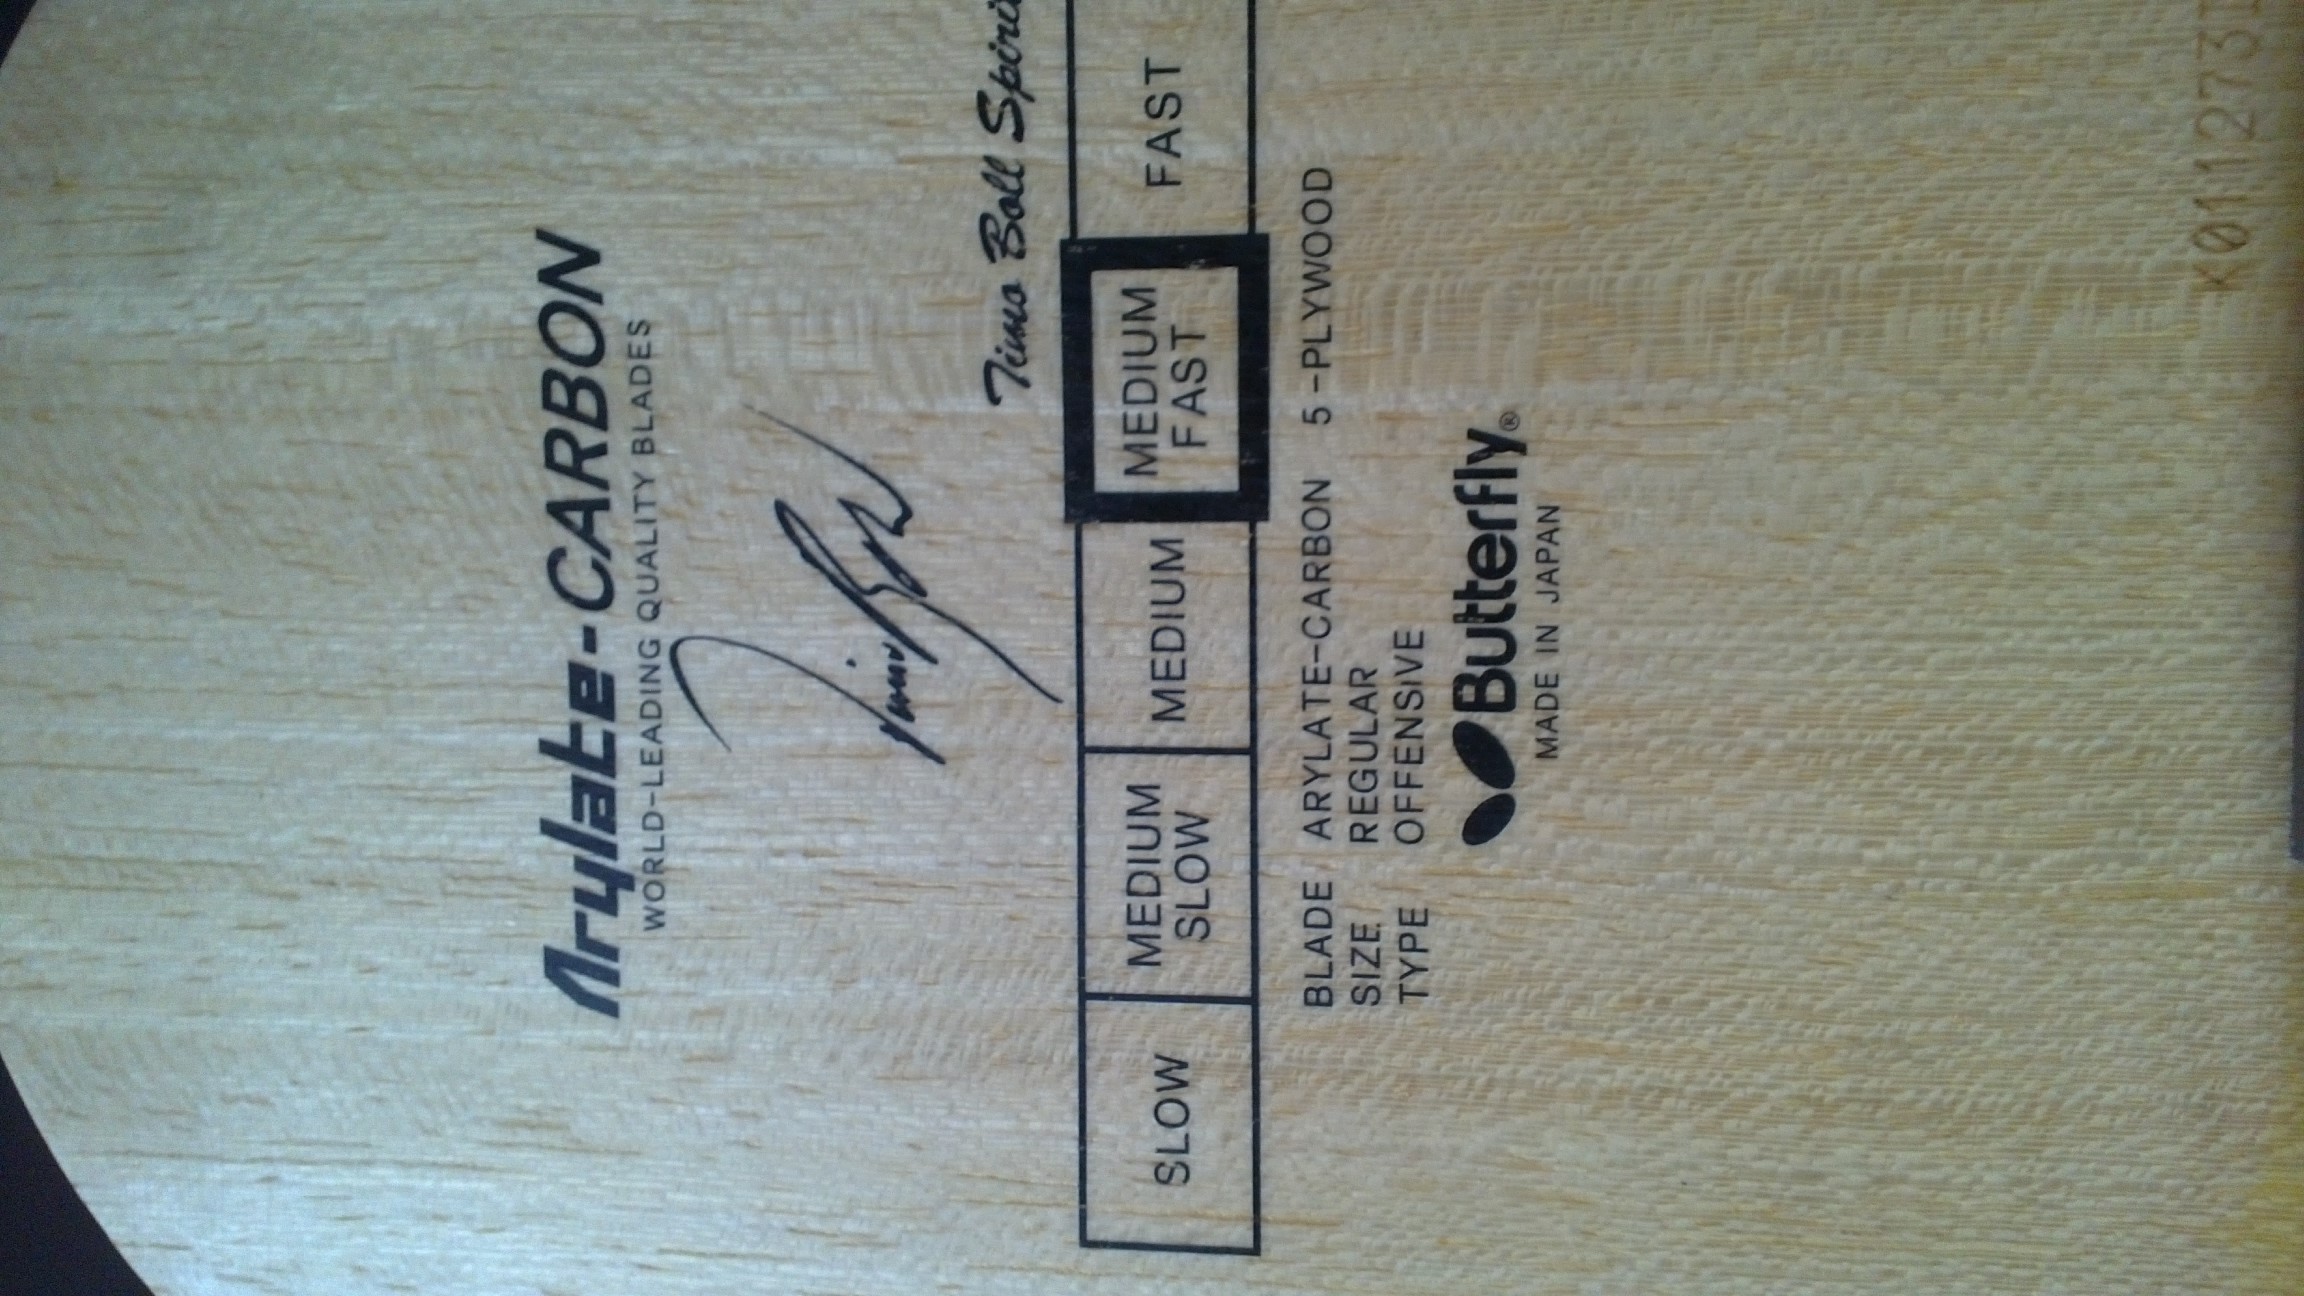 Arylate-CARBON
WORLD-LEADING QUALITY BLADES
Timo Boll
SLOW
MEDIUM SLOW
MEDIUM
MEDIUM FAST
FAST
BLADE ARYLATE-CARBON 5-PLYWOOD
SIZE REGULAR
TYPE OFFENSIVE
Butterfly®
MADE IN JAPAN